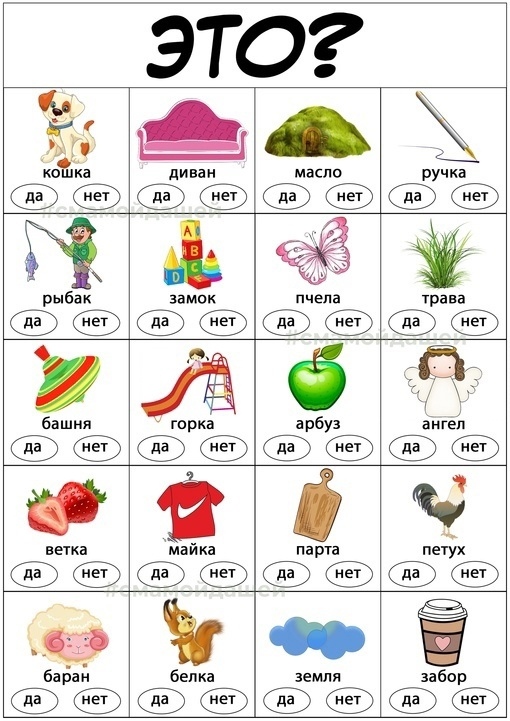 ЭТО?
кошка диван масло ручка
да нет да нет да нет да нет
#смамойдашей
рыбак замок пчела трава
да нет да нет да нет да нет
#смамойдашей
башня горка арбуз ангел
да нет да нет да нет да нет
ветка майка парта петух
да нет да нет да нет да нет
#смамойдашей
баран белка земля забор
да нет да нет да нет да нет